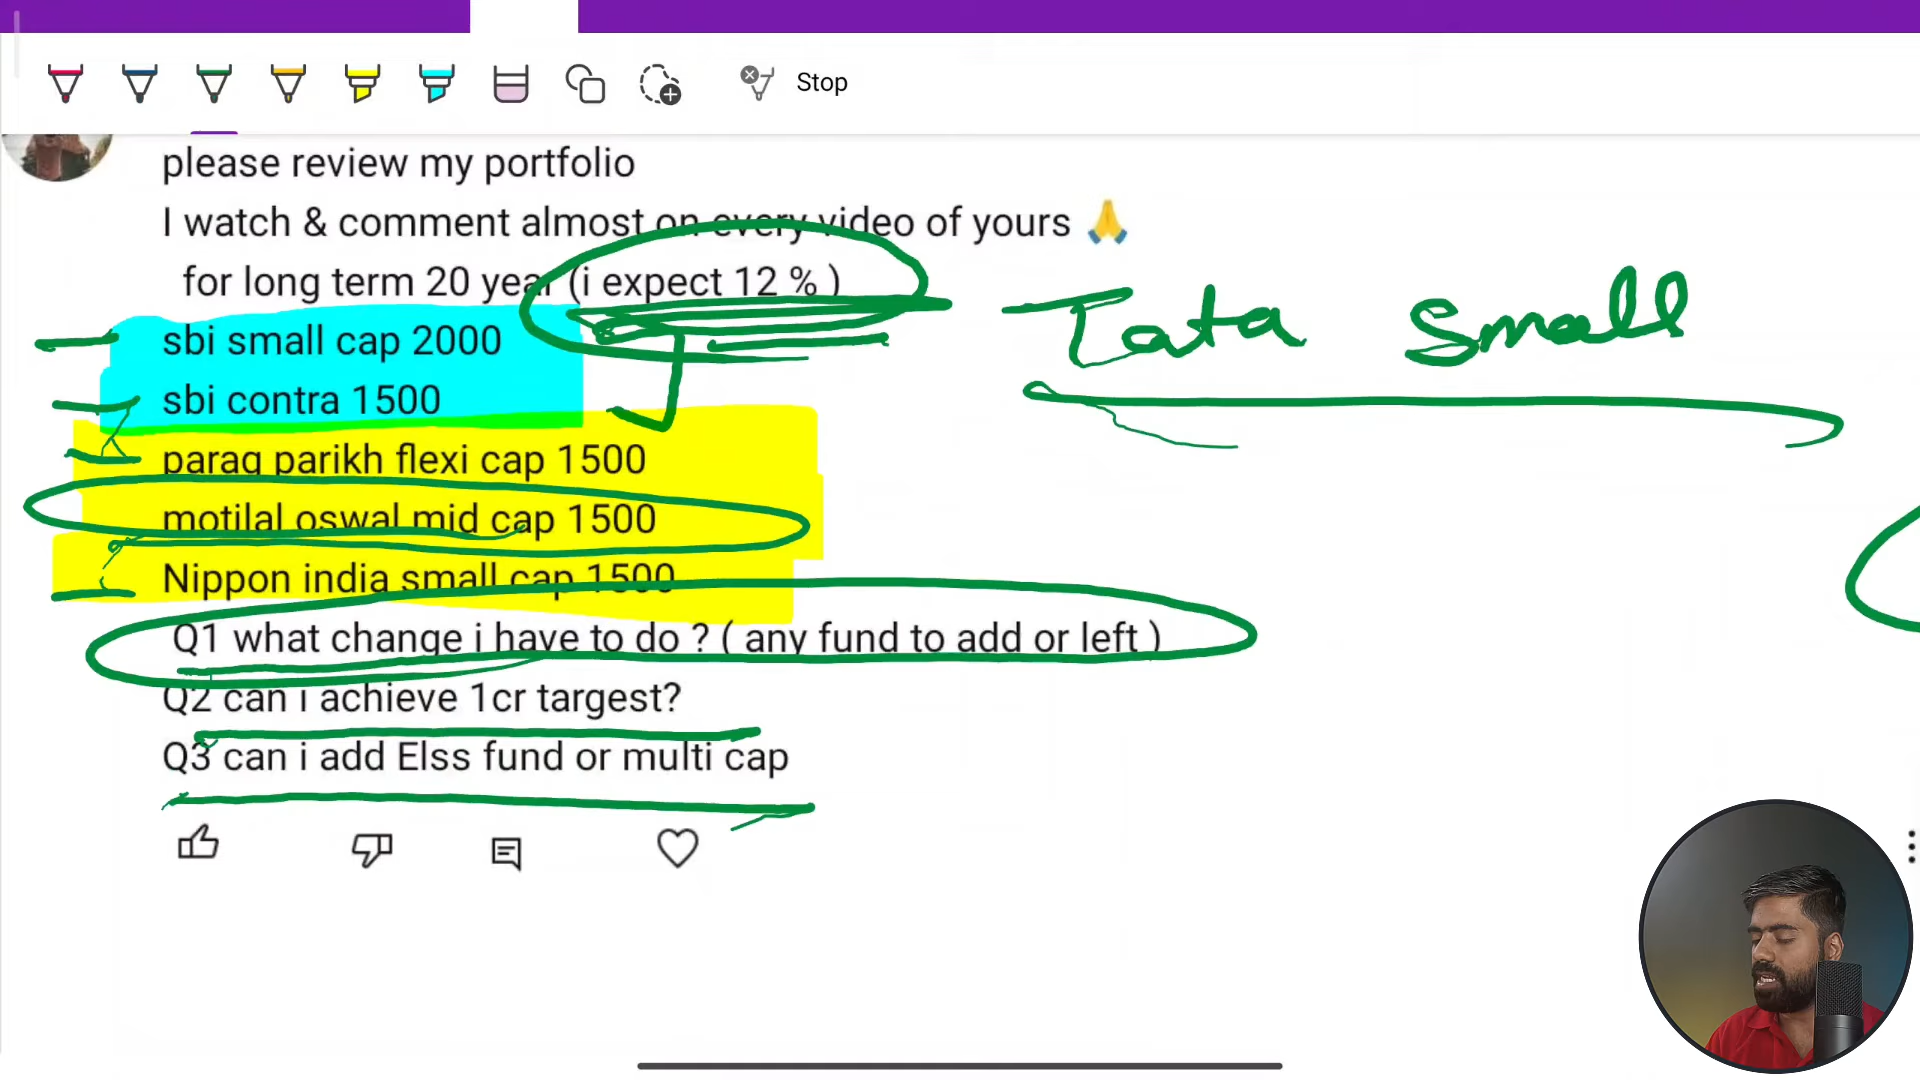 Stop
please review my portfolio
I watch & comment almost on every video of yours 🙏
for long term 20 year (i expect 12 % )
Tata Small
sbi small cap 2000
sbi contra 1500
parag parikh flexi cap 1500
motilal oswal mid cap 1500
Nippon india small cap 1500
Q1 what change i have to do ? ( any fund to add or left )
Q2 can i achieve 1cr targest?
Q3 can i add Elss fund or multi cap